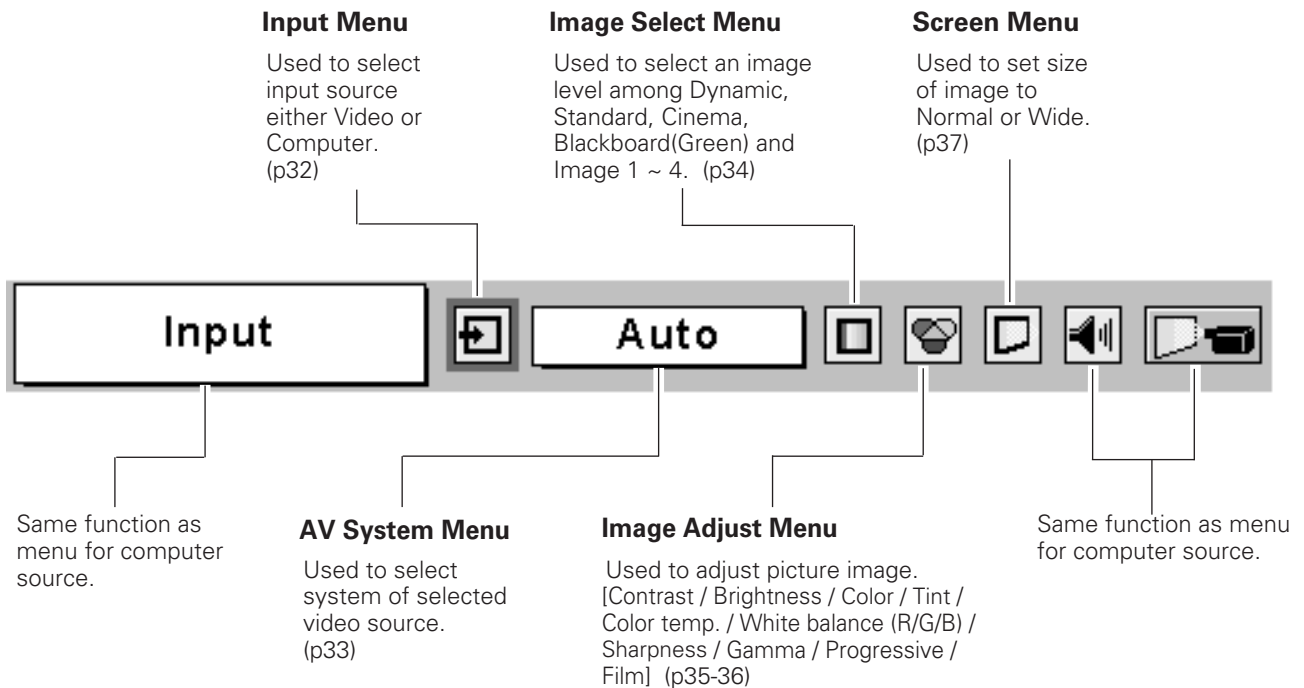 Input Menu
Used to select
input source
either Video or
Computer.
(p32)
Image Select Menu
Used to select an image
level among Dynamic,
Standard, Cinema,
Blackboard(Green) and
Image 1 ~ 4. (p34)
Screen Menu
Used to set size
of image to
Normal or Wide.
(p37)
Input
Auto
Same function as
menu for computer
source.
AV System Menu
Used to select
system of selected
video source.
(p33)
Image Adjust Menu
Used to adjust picture image.
[Contrast / Brightness / Color / Tint /
Color temp. / White balance (R/G/B) /
Sharpness / Gamma / Progressive /
Film] (p35-36)
Same function as menu
for computer source.